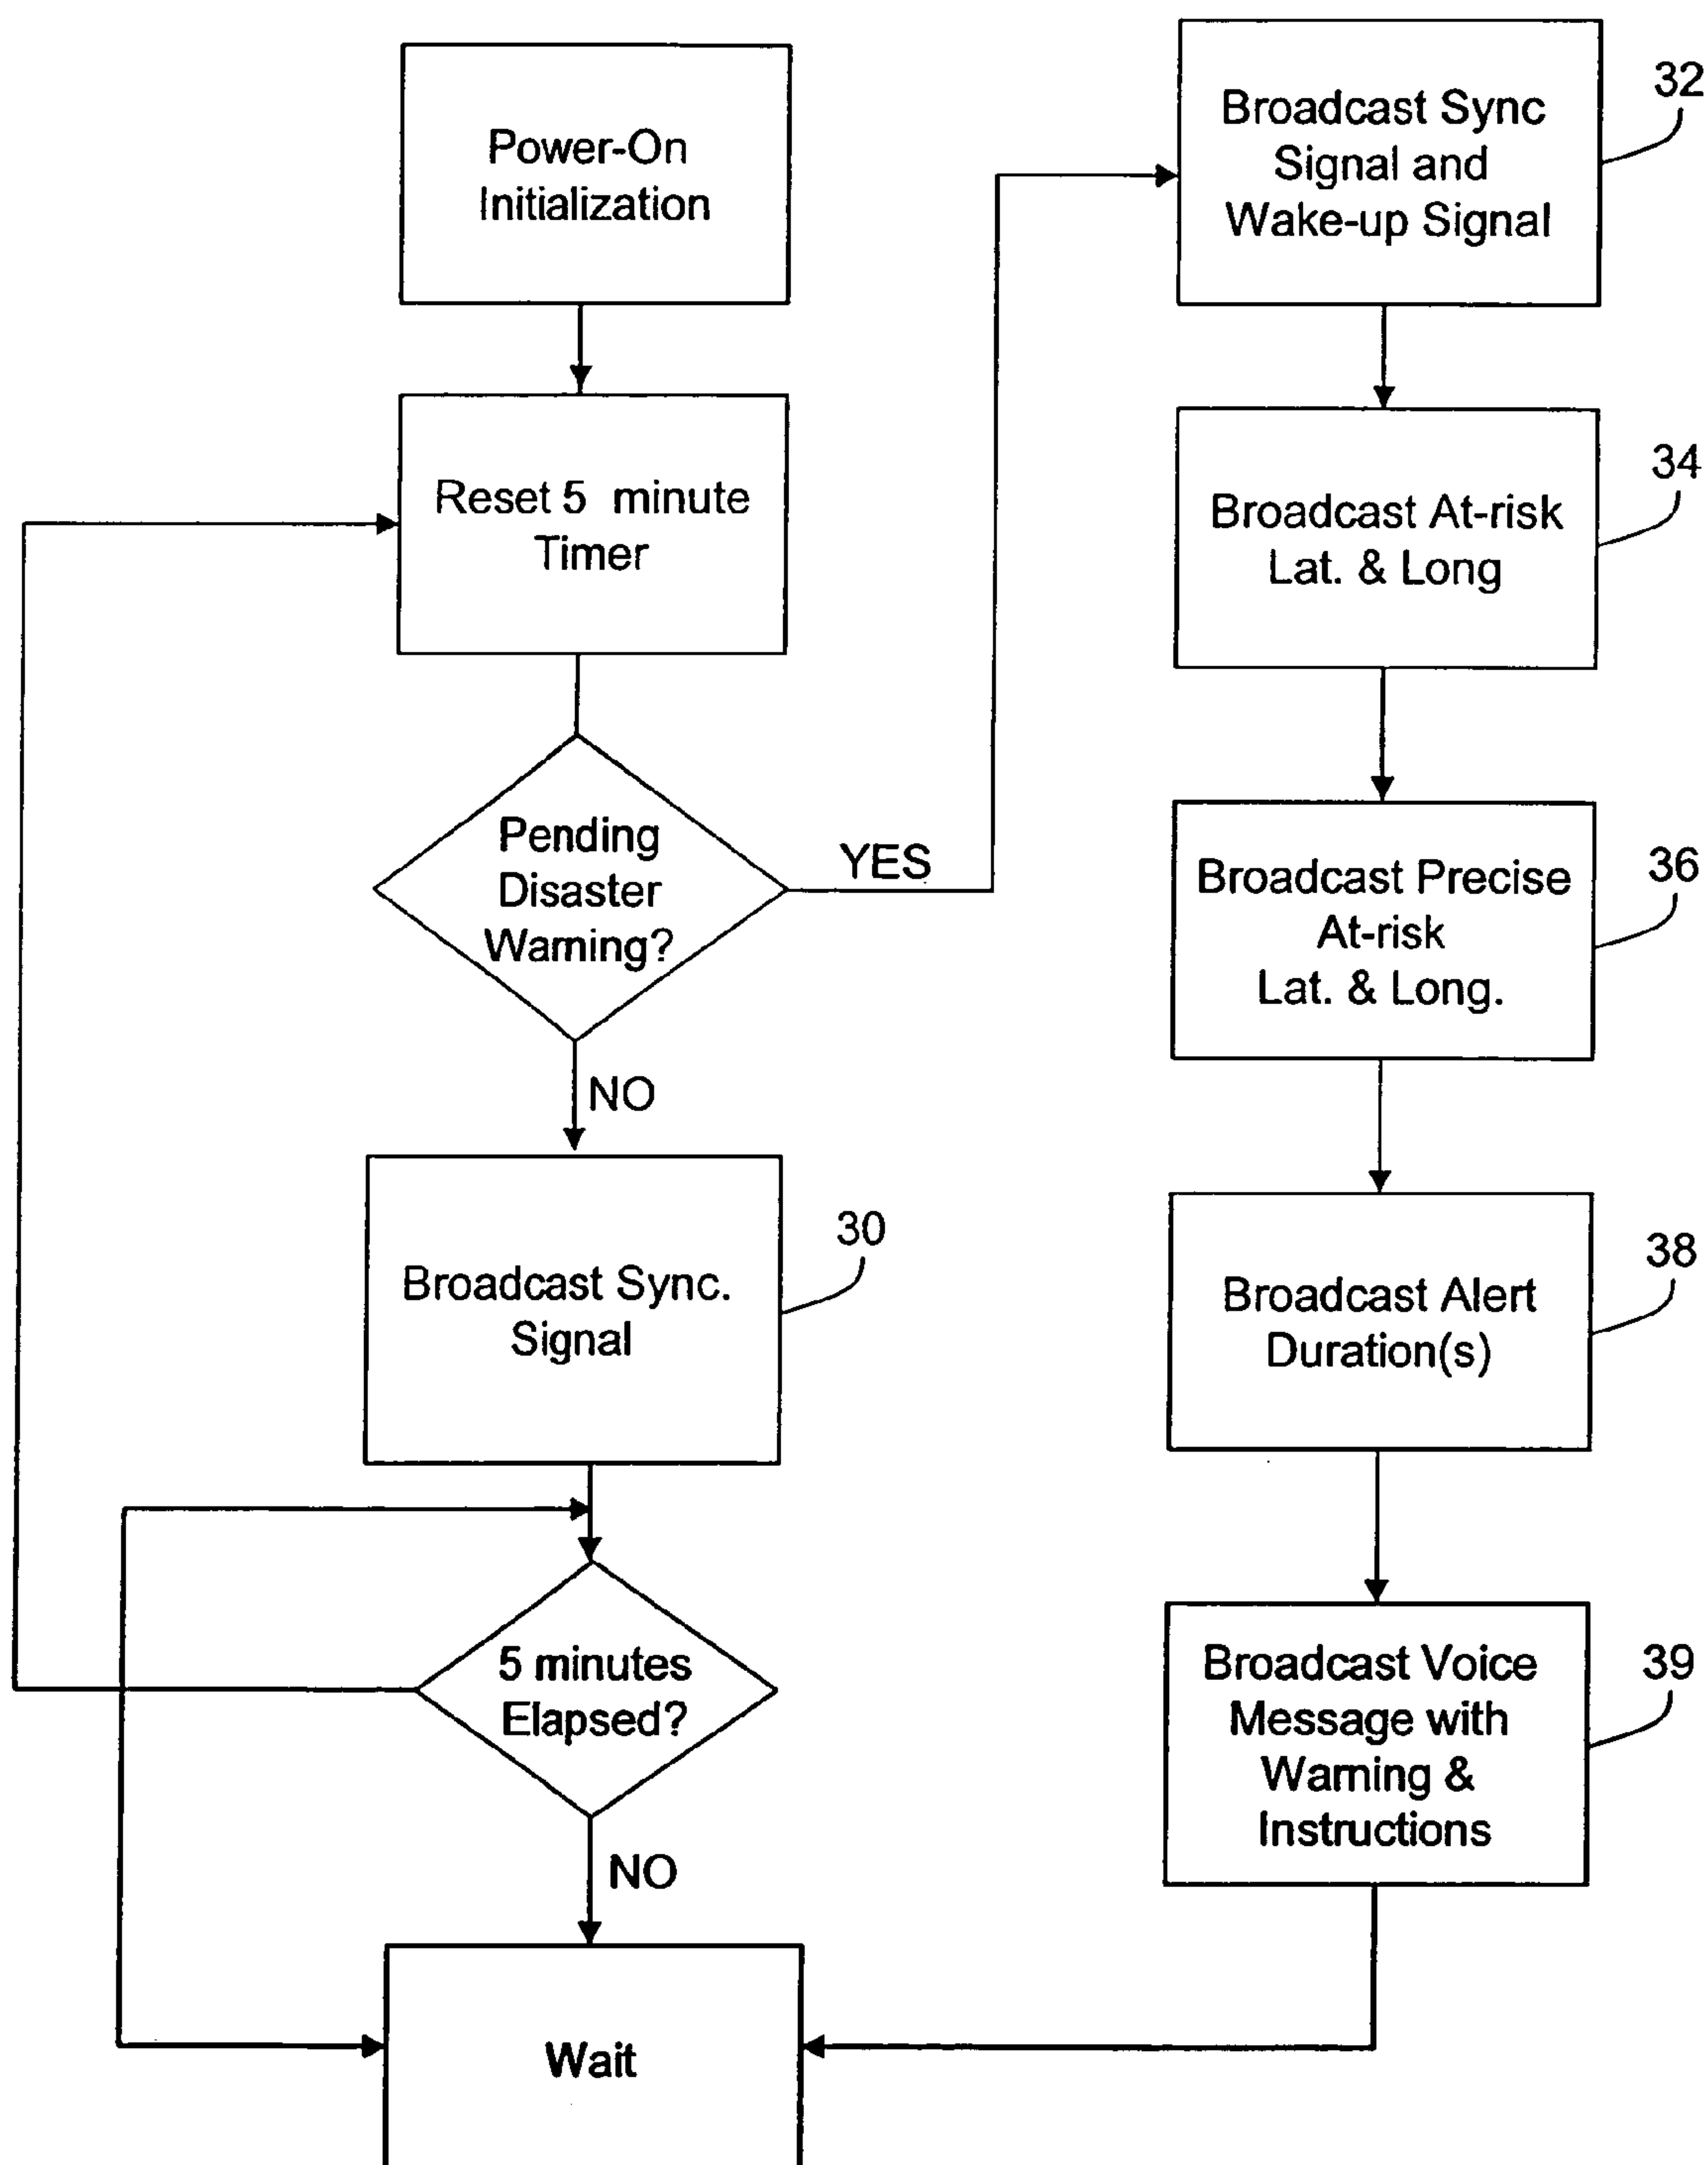 Power-On
Initialization
Reset 5 minute
Timer
Pending
Disaster
Warning?
YES
NO
Broadcast Sync.
Signal
30
5 minutes
Elapsed?
NO
Wait
Broadcast Sync
Signal and
Wake-up Signal
32
Broadcast At-risk
Lat. & Long
34
Broadcast Precise
At-risk
Lat. & Long.
36
Broadcast Alert
Duration(s)
38
Broadcast Voice
Message with
Warning &
Instructions
39